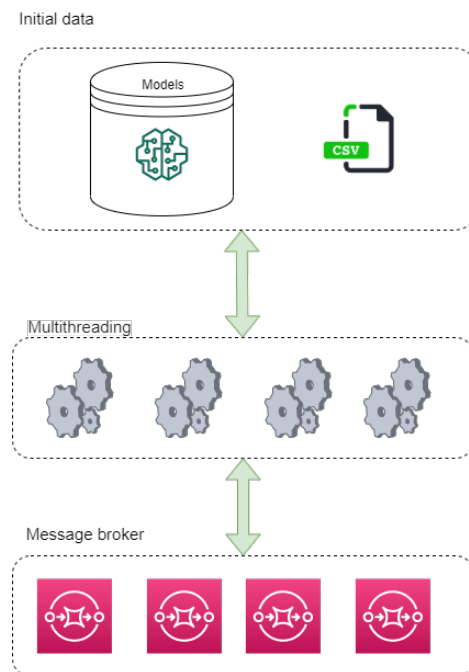 Initial data
Models
CSV
Multithreading
Message broker